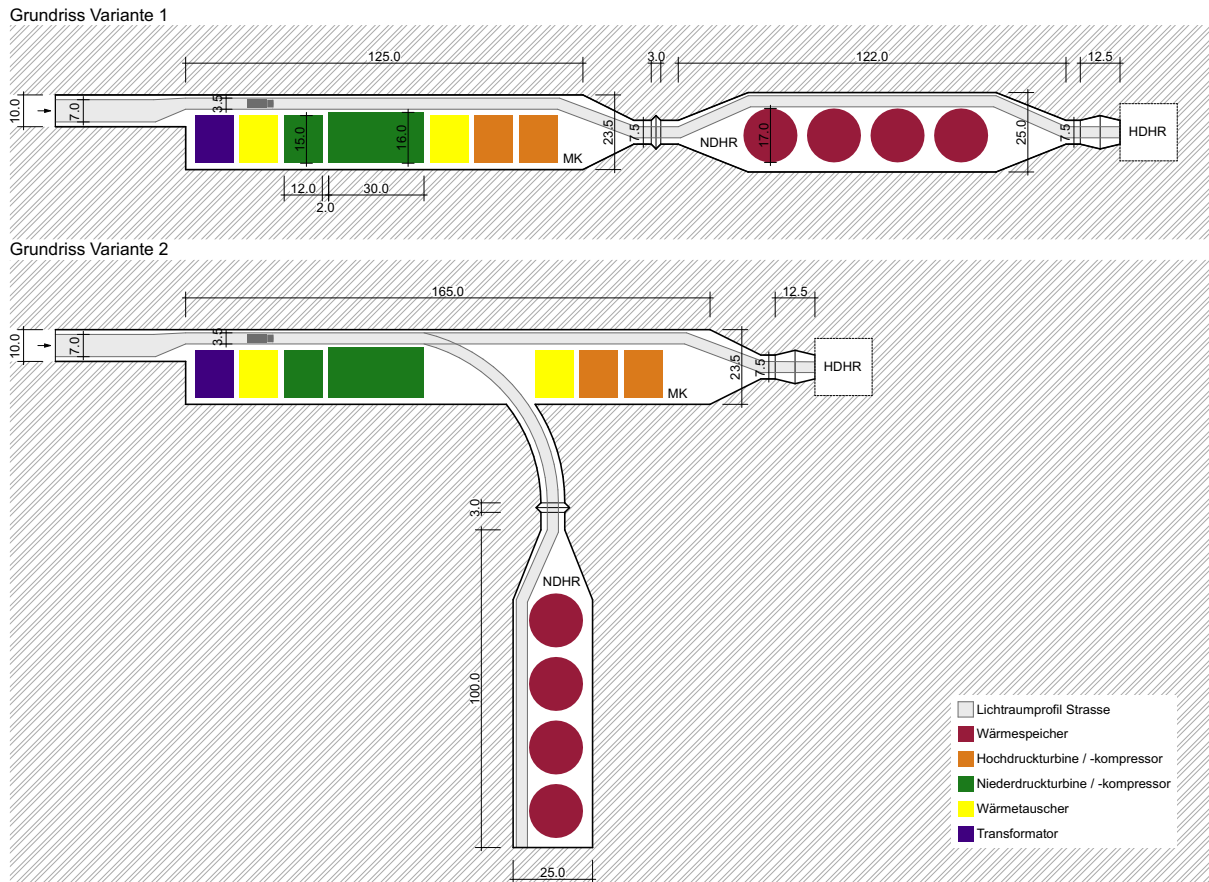 Grundriss Variante 1
125.0
3.0
122.0
12.5
10.0
7.0
3.5
15.0
16.0
23.5
7.5
17.0
25.0
7.5
NDHR
HDHR
MK
12.0
2.0
30.0
Grundriss Variante 2
165.0
12.5
10.0
7.0
3.5
23.5
7.5
HDHR
MK
3.0
NDHR
100.0
25.0
Lichtraumprofil Strasse
Wärmespeicher
Hochdruckturbine / -kompressor
Niederdruckturbine / -kompressor
Wärmetauscher
Transformator